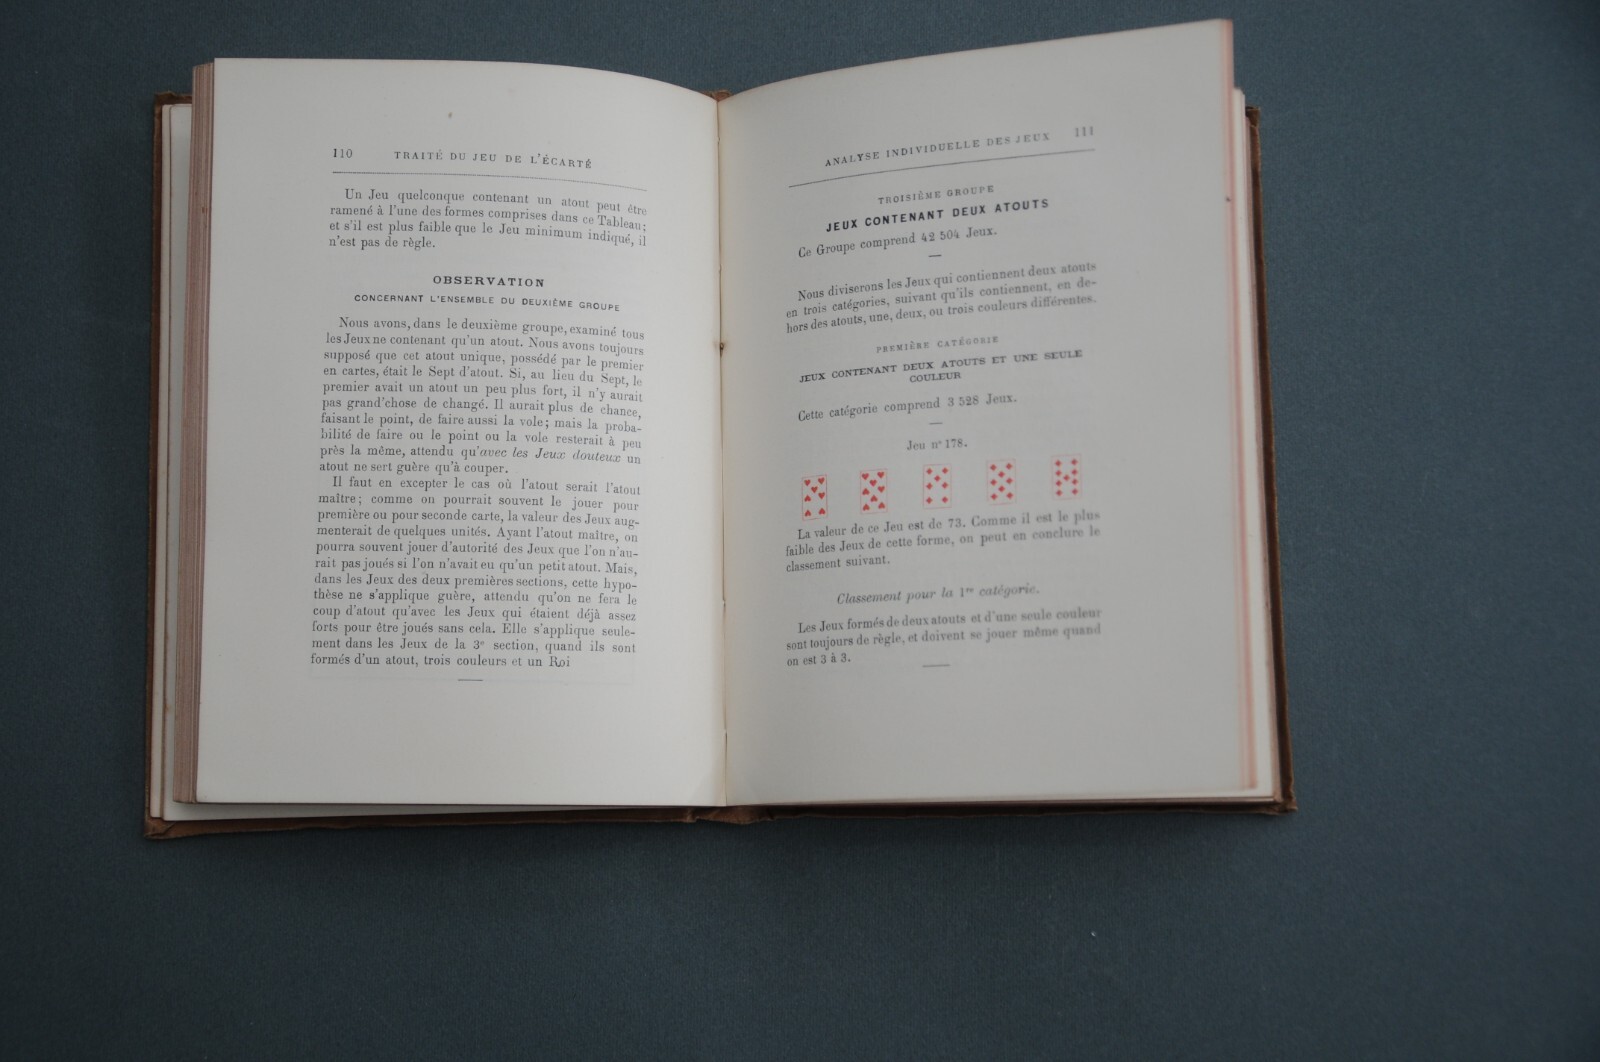 110 TRAITÉ DU JEU DE L'ÉCARTÉ
Un Jeu quelconque contenant un atout peut être
ramené à l'une des formes comprises dans ce Tableau;
et s'il est plus faible que le Jeu minimum indiqué, il
n'est pas de règle.
OBSERVATION
CONCERNANT L'ENSEMBLE DU DEUXIÈME GROUPE
Nous avons, dans le deuxième groupe, examiné tous
les Jeux ne contenant qu'un atout. Nous avons toujours
supposé que cet atout unique, possédé par le premier
en cartes, était le Sept d'atout. Si, au lieu du Sept, le
premier avait un atout un peu plus fort, il n'y aurait
pas grand'chose de changé. Il aurait plus de chance,
faisant le point, de faire aussi la vole; mais la proba-
bilité de faire ou le point ou la vole resterait à peu
près la même, attendu qu'avec les Jeux douteux un
atout ne sert guère qu'à couper.
Il faut en excepter le cas où l'atout serait l'atout
maître; comme on pourrait souvent le jouer pour
première ou pour seconde carte, la valeur des Jeux aug-
menterait de quelques unités. Ayant l'atout maître, on
pourra souvent jouer d'autorité des Jeux que l'on n'au-
rait pas joués si l'on n'avait eu qu'un petit atout. Mais,
dans les Jeux des deux premières sections, cette hypo-
thèse ne s'applique guère, attendu qu'on ne fera le
coup d'atout qu'avec les Jeux qui étaient déjà assez
forts pour être joués sans cela. Elle s'applique seule-
ment dans les Jeux de la 3e section, quand ils sont
formés d'un atout, trois couleurs et un Roi
ANALYSE INDIVIDUELLE DES JEUX 111
TROISIÈME GROUPE
JEUX CONTENANT DEUX ATOUTS
Ce Groupe comprend 42 504 Jeux.
Nous diviserons les Jeux qui contiennent deux atouts
en trois catégories, suivant qu'ils contiennent, en de-
hors des atouts, une, deux, ou trois couleurs différentes.
PREMIÈRE CATÉGORIE
JEUX CONTENANT DEUX ATOUTS ET UNE SEULE
COULEUR
Cette catégorie comprend 3 528 Jeux.
Jeu n° 178.
La valeur de ce Jeu est de 73. Comme il est le plus
faible des Jeux de cette forme, on peut en conclure le
classement suivant.
Classement pour la 1re catégorie.
Les Jeux formés de deux atouts et d'une seule couleur
sont toujours de règle, et doivent se jouer même quand
on est 3 à 3.